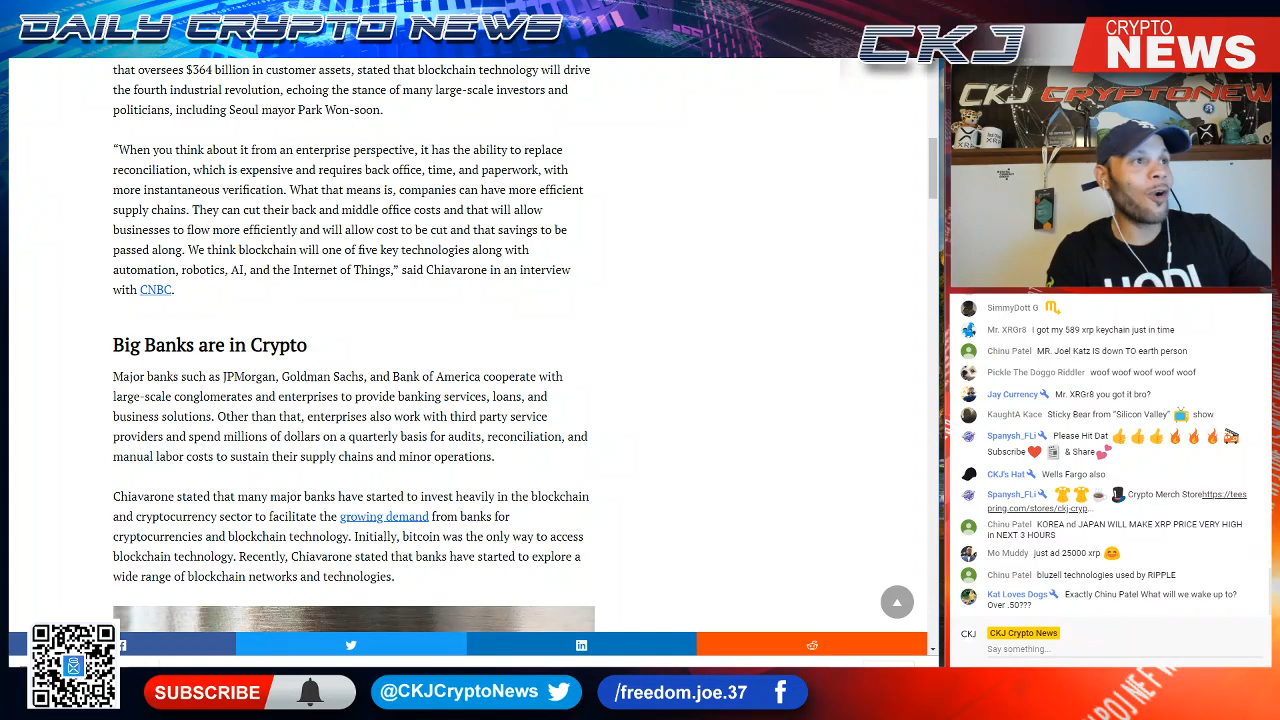 DAILY CRYPTO NEWS
CKJ
CRYPTO
NEWS
that oversees $364 billion in customer assets, stated that blockchain technology will drive
the fourth industrial revolution, echoing the stance of many large-scale investors and
politicians, including Seoul mayor Park Won-soon.
“When you think about it from an enterprise perspective, it has the ability to replace
reconciliation, which is expensive and requires back office, time, and paperwork, with
more instantaneous verification. What that means is, companies can have more efficient
supply chains. They can cut their back and middle office costs and that will allow
businesses to flow more efficiently and will allow cost to be cut and that savings to be
passed along. We think blockchain will one of five key technologies along with
automation, robotics, AI, and the Internet of Things,” said Chiavarone in an interview
with CNBC.
Big Banks are in Crypto
Major banks such as JPMorgan, Goldman Sachs, and Bank of America cooperate with
large-scale conglomerates and enterprises to provide banking services, loans, and
business solutions. Other than that, enterprises also work with third party service
providers and spend millions of dollars on a quarterly basis for audits, reconciliation, and
manual labor costs to sustain their supply chains and minor operations.
Chiavarone stated that many major banks have started to invest heavily in the blockchain
and cryptocurrency sector to facilitate the growing demand from banks for
cryptocurrencies and blockchain technology. Initially, bitcoin was the only way to access
blockchain technology. Recently, Chiavarone stated that banks have started to explore a
wide range of blockchain networks and technologies.
CKJ CRYPTONEW
HODL
SimmyDott G ♏
Mr. XRGr8 I got my 589 xrp keychain just in time
Chinu Patel MR. Joel Katz IS down TO earth person
Pickle The Doggo Riddler woof woof woof woof woof
Jay Currency Mr. XRGr8 you got it bro?
KaughtA Kace Sticky Bear from "Silicon Valley" 📺 show
Spanysh_FLi Please Hit Dat 👍👍👍🔥🔥🔥🚒
Subscribe ❤️ 📰 & Share 💕
CKJ's Hat Wells Fargo also
Spanysh_FLi 👕👕☕🎩 Crypto Merch Storehttps://tees
pring.com/stores/ckj-cryp...
Chinu Patel KOREA nd JAPAN WILL MAKE XRP PRICE VERY HIGH
in NEXT 3 HOURS
Mo Muddy just ad 25000 xrp 🤗
Chinu Patel bluzell technologies used by RIPPLE
Kat Loves Dogs Exactly Chinu Patel What will we wake up to?
Over .50???
CKJ CKJ Crypto News
Say something...
SUBSCRIBE
@CKJCryptoNews
/freedom.joe.37